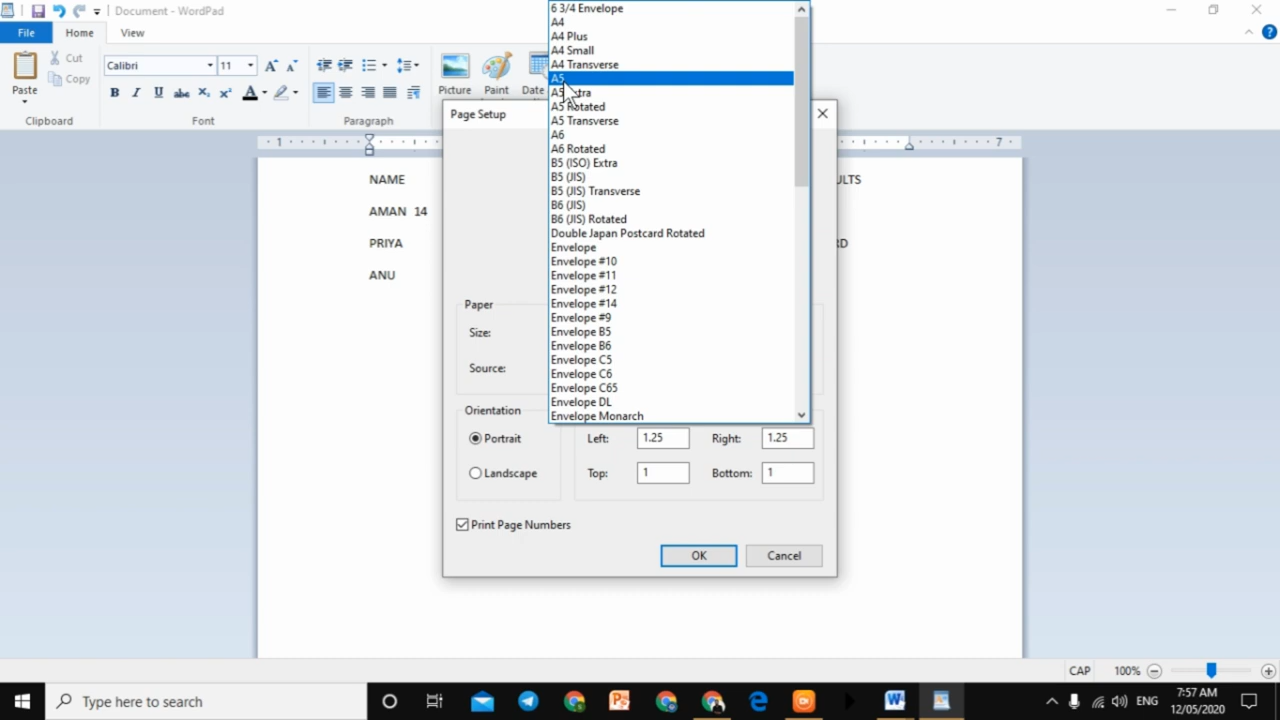 Document - WordPad
File Home View
Paste
Cut
Copy
Clipboard
Calibri 11
B I U abc X₂ X² A
Font
Paragraph
Picture Paint Date
NAME
AMAN 14
PRIYA
ANU
ULTS
RD
Page Setup
6 3/4 Envelope
A4
A4 Plus
A4 Small
A4 Transverse
A5
A5 Extra
A5 Rotated
A5 Transverse
A6
A6 Rotated
B5 (ISO) Extra
B5 (JIS)
B5 (JIS) Transverse
B6 (JIS)
B6 (JIS) Rotated
Double Japan Postcard Rotated
Envelope
Envelope #10
Envelope #11
Envelope #12
Envelope #14
Envelope #9
Envelope B5
Envelope B6
Envelope C5
Envelope C6
Envelope C65
Envelope DL
Envelope Monarch
Paper
Size:
Source:
Orientation
Portrait
Landscape
Left: 1.25 Right: 1.25
Top: 1 Bottom: 1
Print Page Numbers
OK Cancel
CAP 100%
Type here to search
ENG
7:57 AM
12/05/2020